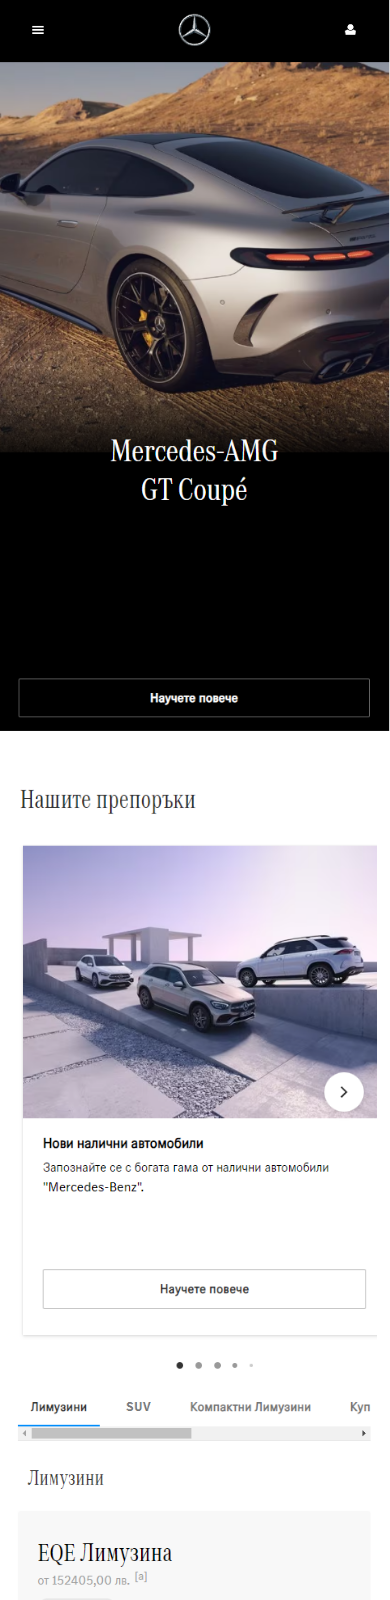 Mercedes-AMG
GT Coupé
Научете повече
Нашите препоръки
Нови налични автомобили
Запознайте се с богата гама от налични автомобили
"Mercedes-Benz".
Научете повече
Лимузини SUV Компактни Лимузини Куп
Лимузини
EQE Лимузина
от 152405,00 лв. [a]